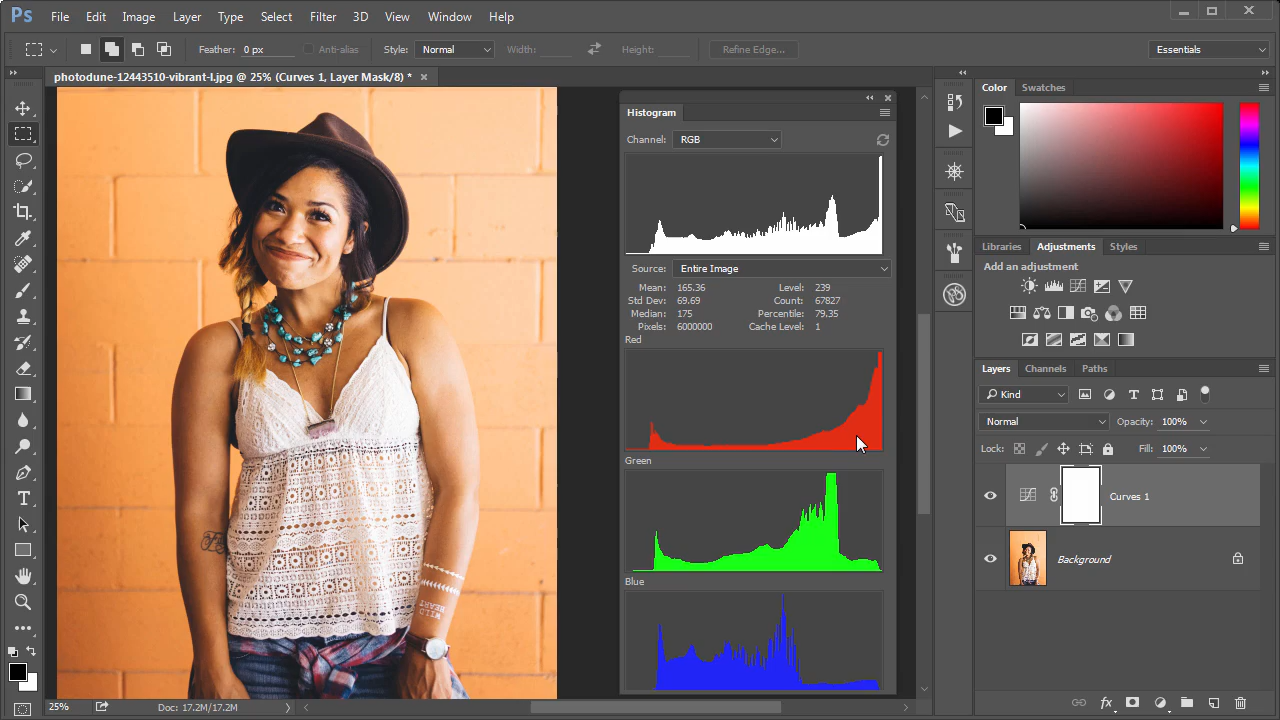 Ps File Edit Image Layer Type Select Filter 3D View Window Help
Feather: 0 px Anti-alias Style: Normal Width: Height: Refine Edge... Essentials
photodune-12443510-vibrant-l.jpg @ 25% (Curves 1, Layer Mask/8) *
Histogram
Channel: RGB
Source: Entire Image
Mean: 165.36 Level: 239
Std Dev: 69.69 Count: 67827
Median: 175 Percentile: 79.35
Pixels: 6000000 Cache Level: 1
Red
Green
Blue
Color Swatches
Libraries Adjustments Styles
Add an adjustment
Layers Channels Paths
Kind
Normal Opacity: 100%
Lock: Fill: 100%
Curves 1
Background
fx
WILD
HEART
25% Doc: 17.2M/17.2M